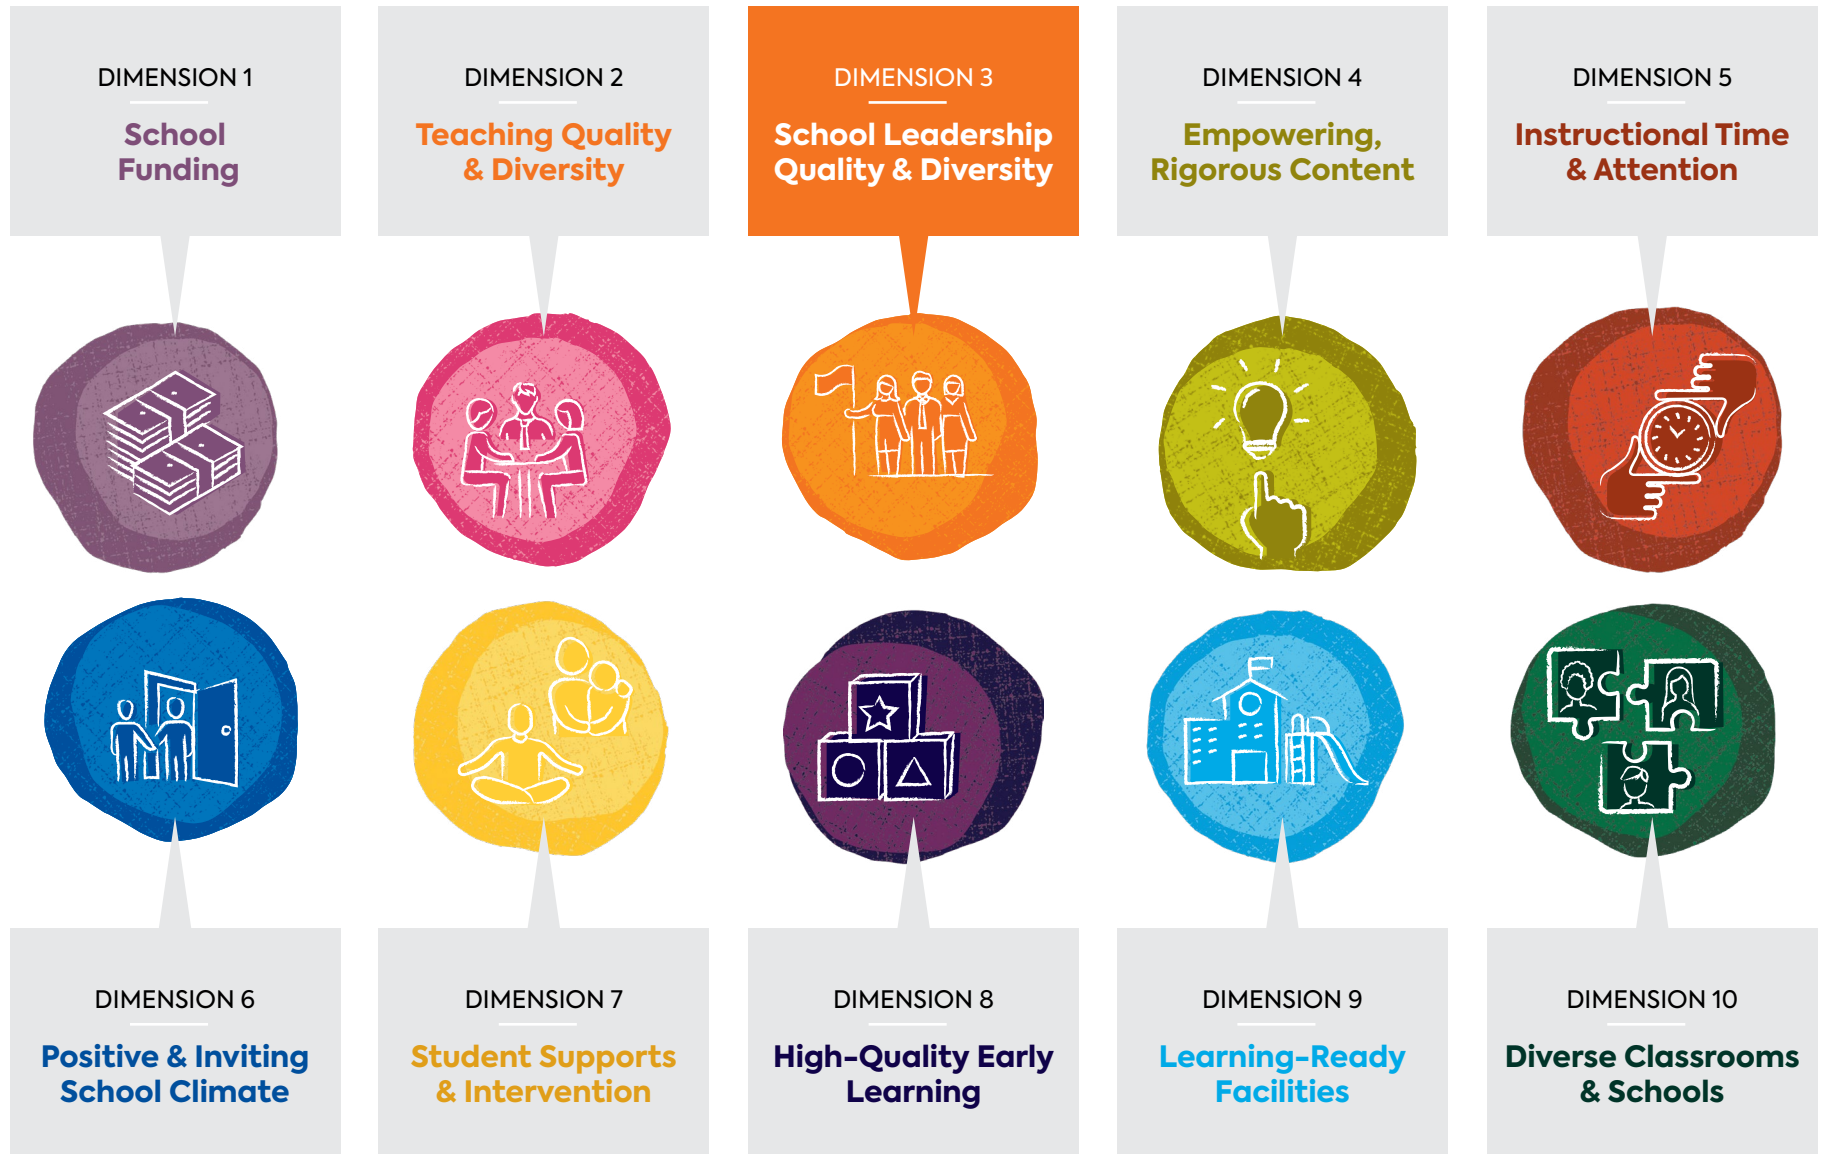 DIMENSION 1
School
Funding
DIMENSION 2
Teaching Quality
& Diversity
DIMENSION 3
School Leadership
Quality & Diversity
DIMENSION 4
Empowering,
Rigorous Content
DIMENSION 5
Instructional Time
& Attention
DIMENSION 6
Positive & Inviting
School Climate
DIMENSION 7
Student Supports
& Intervention
DIMENSION 8
High-Quality Early
Learning
DIMENSION 9
Learning-Ready
Facilities
DIMENSION 10
Diverse Classrooms
& Schools